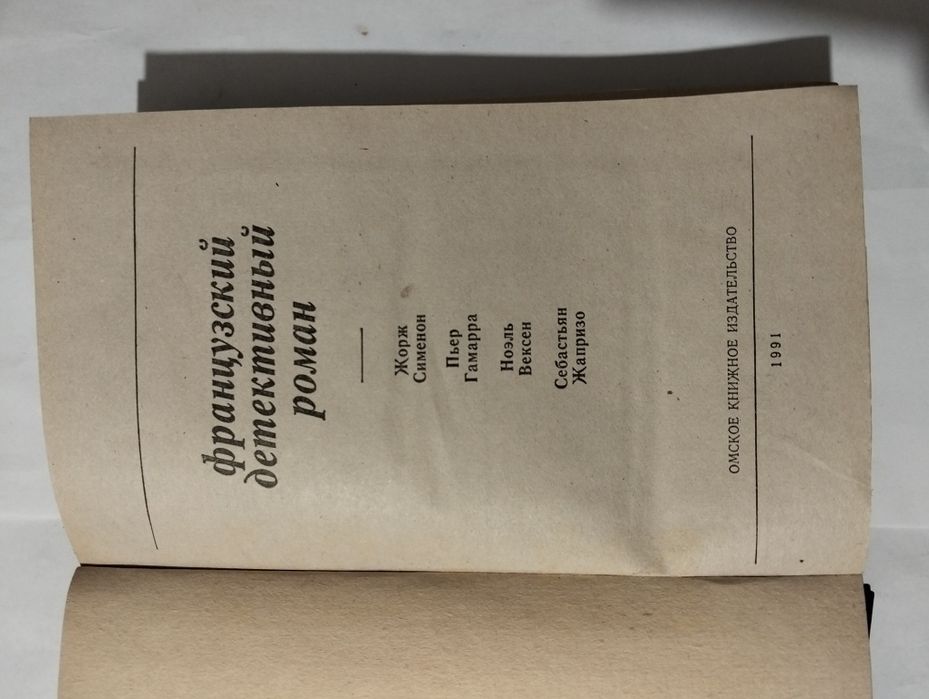 французский
детективный
роман
Жорж
Сименон
Пьер
Гамарра
Ноэль
Вексен
Себастьян
Жапризо
ОМСКОЕ КНИЖНОЕ ИЗДАТЕЛЬСТВО
1991